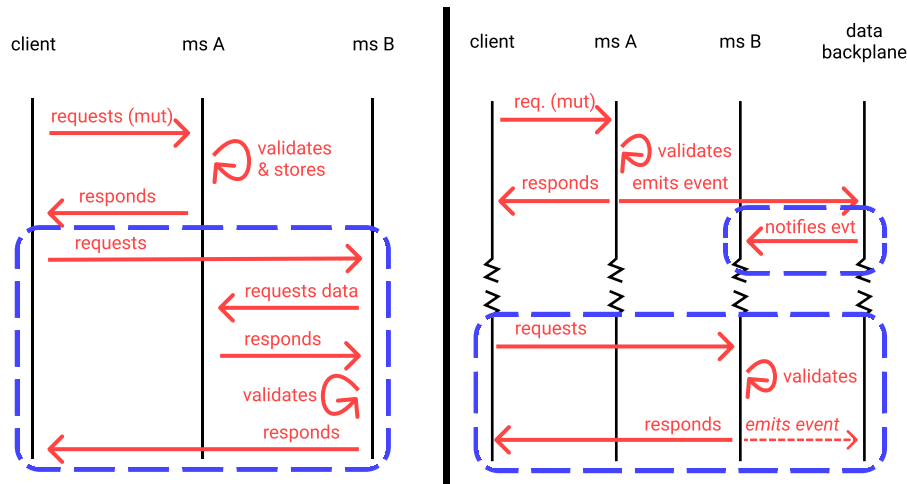 client
ms A
ms B
requests (mut)
validates
& stores
responds
requests
requests data
responds
validates
responds
client
ms A
ms B
data
backplane
req. (mut)
validates
responds
emits event
notifies evt
requests
validates
responds
emits event